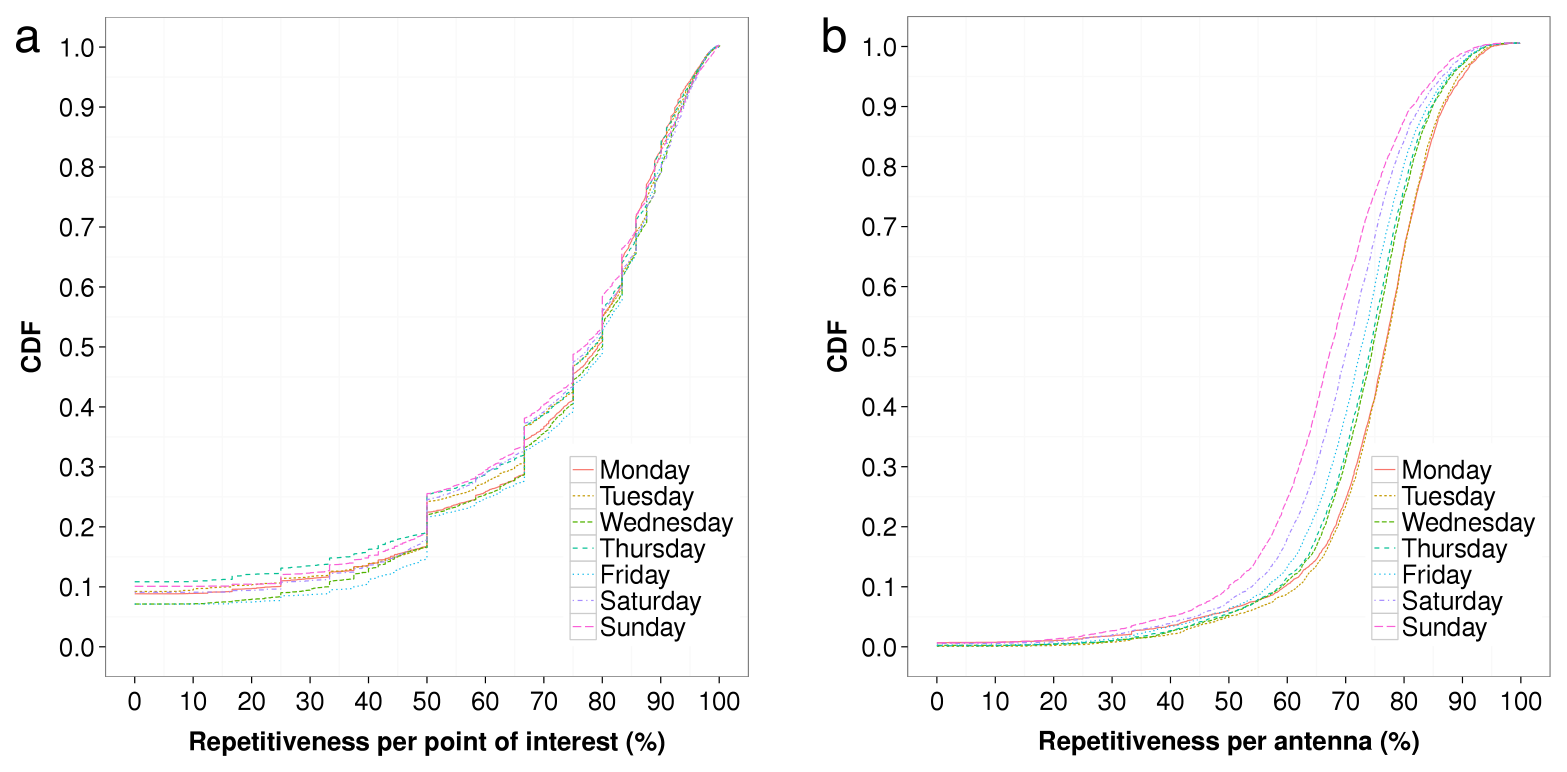 a
CDF
1.0
0.9
0.8
0.7
0.6
0.5
0.4
0.3
0.2
0.1
0.0
Monday
Tuesday
Wednesday
Thursday
Friday
Saturday
Sunday
0 10 20 30 40 50 60 70 80 90 100
Repetitiveness per point of interest (%)
b
CDF
1.0
0.9
0.8
0.7
0.6
0.5
0.4
0.3
0.2
0.1
0.0
Monday
Tuesday
Wednesday
Thursday
Friday
Saturday
Sunday
0 10 20 30 40 50 60 70 80 90 100
Repetitiveness per antenna (%)